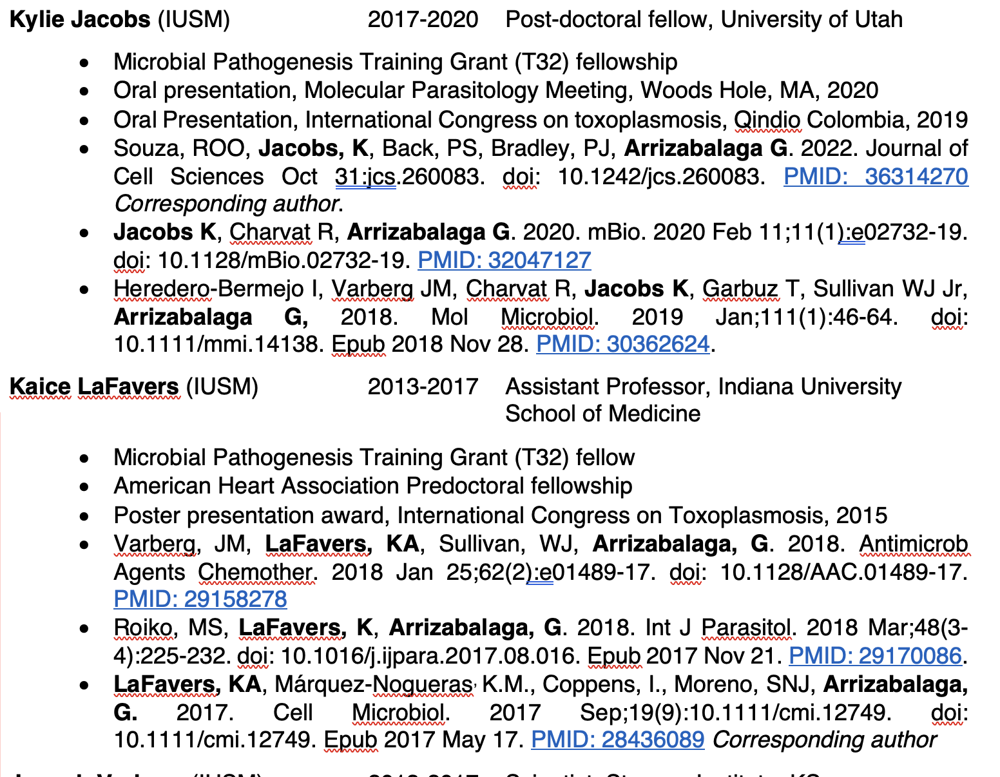 Kylie Jacobs (IUSM) 2017-2020 Post-doctoral fellow, University of Utah
• Microbial Pathogenesis Training Grant (T32) fellowship
• Oral presentation, Molecular Parasitology Meeting, Woods Hole, MA, 2020
• Oral Presentation, International Congress on toxoplasmosis, Qindio Colombia, 2019
• Souza, ROO, Jacobs, K, Back, PS, Bradley, PJ, Arrizabalaga G. 2022. Journal of
Cell Sciences Oct 31:jcs.260083. doi: 10.1242/jcs.260083. PMID: 36314270
Corresponding author.
• Jacobs K, Charvat R, Arrizabalaga G. 2020. mBio. 2020 Feb 11;11(1):e02732-19.
doi: 10.1128/mBio.02732-19. PMID: 32047127
• Heredero-Bermejo I, Varberg JM, Charvat R, Jacobs K, Garbuz T, Sullivan WJ Jr,
Arrizabalaga G, 2018. Mol Microbiol. 2019 Jan;111(1):46-64. doi:
10.1111/mmi.14138. Epub 2018 Nov 28. PMID: 30362624.
Kaice LaFavers (IUSM) 2013-2017 Assistant Professor, Indiana University
School of Medicine
• Microbial Pathogenesis Training Grant (T32) fellow
• American Heart Association Predoctoral fellowship
• Poster presentation award, International Congress on Toxoplasmosis, 2015
• Varberg, JM, LaFavers, KA, Sullivan, WJ, Arrizabalaga, G. 2018. Antimicrob
Agents Chemother. 2018 Jan 25;62(2):e01489-17. doi: 10.1128/AAC.01489-17.
PMID: 29158278
• Roiko, MS, LaFavers, K, Arrizabalaga, G. 2018. Int J Parasitol. 2018 Mar;48(3-
4):225-232. doi: 10.1016/j.ijpara.2017.08.016. Epub 2017 Nov 21. PMID: 29170086.
• LaFavers, KA, Márquez-Nogueras, K.M., Coppens, I., Moreno, SNJ, Arrizabalaga,
G. 2017. Cell Microbiol. 2017 Sep;19(9):10.1111/cmi.12749. doi:
10.1111/cmi.12749. Epub 2017 May 17. PMID: 28436089 Corresponding author